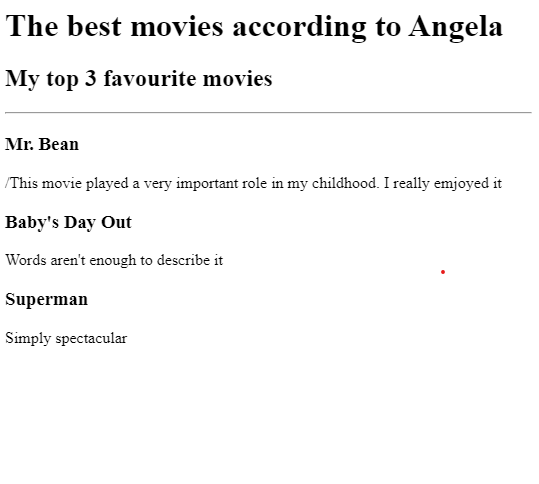 The best movies according to Angela
My top 3 favourite movies
Mr. Bean
/This movie played a very important role in my childhood. I really emjoyed it
Baby's Day Out
Words aren't enough to describe it
Superman
Simply spectacular